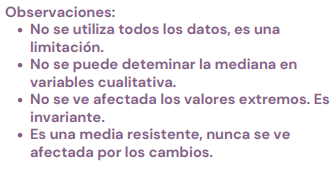 Observaciones:
• No se utiliza todos los datos, es una
limitación.
• No se puede deteminar la mediana en
variables cualitativa.
• No se ve afectada los valores extremos. Es
invariante.
• Es una media resistente, nunca se ve
afectada por los cambios.